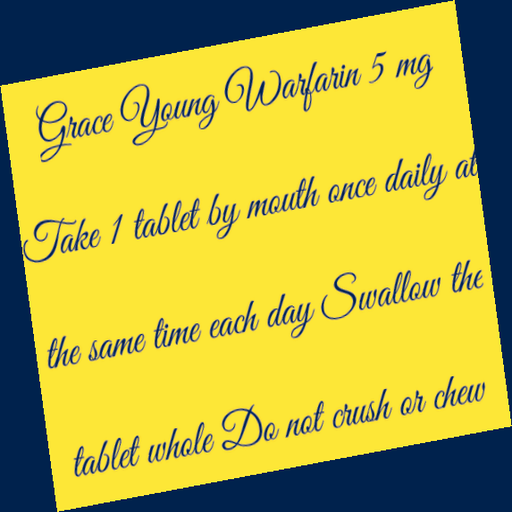 Grace Young Warfarin 5 mg
Take 1 tablet by mouth once daily at
the same time each day Swallow the
tablet whole Do not crush or chew